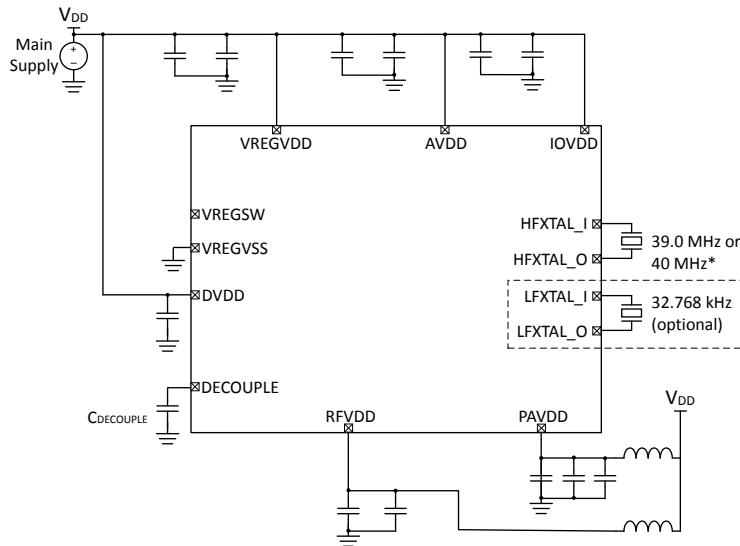 VDD
Main
Supply
+
−
VREGVDD
AVDD
IOVDD
VREGSW
HFXTAL_I
39.0 MHz or
VREGVSS
HFXTAL_O
40 MHz*
DVDD
LFXTAL_I
32.768 kHz
(optional)
LFXTAL_O
DECOUPLE
CDECOUPLE
RFVDD
PAVDD
VDD